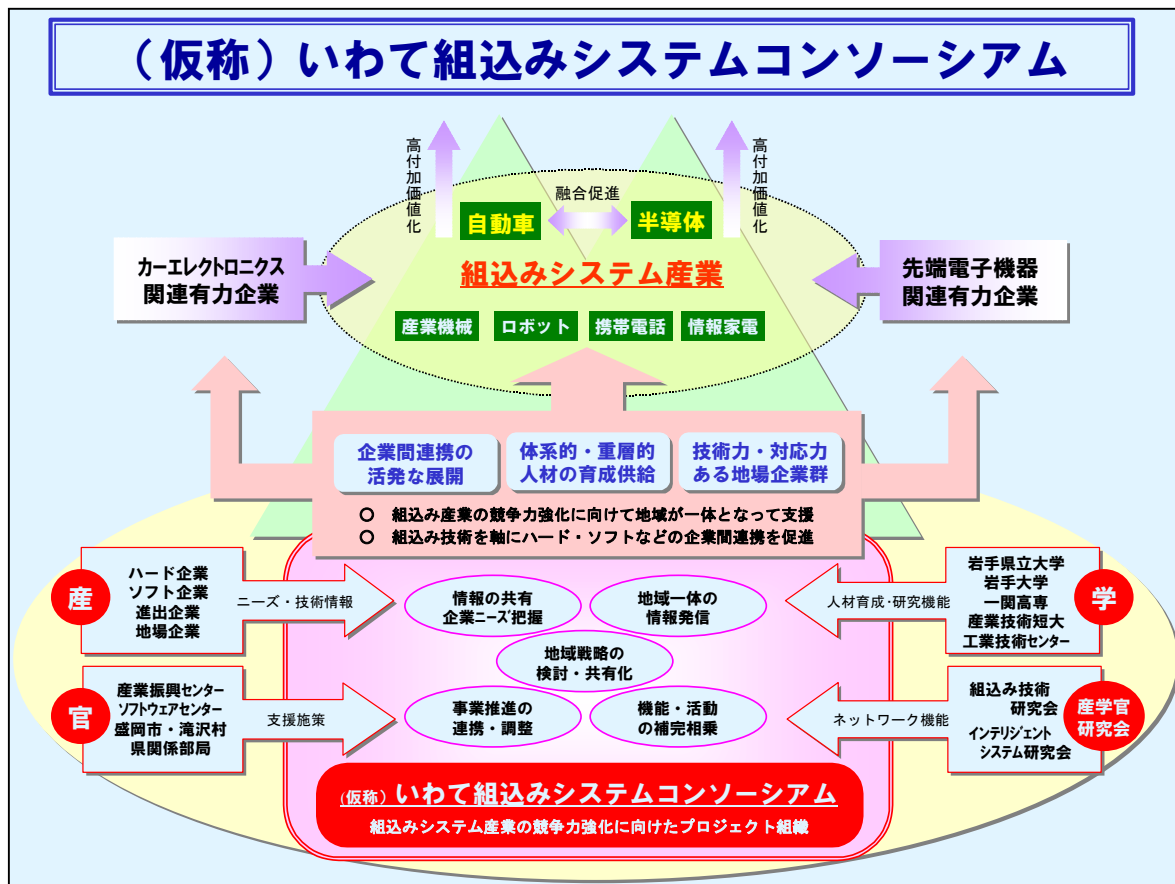 （仮称）いわて組込みシステムコンソーシアム
高付加価値化
高付加価値化
融合促進
自動車
半導体
組込みシステム産業
カーエレクトロニクス
関連有力企業
先端電子機器
関連有力企業
産業機械
ロボット
携帯電話
情報家電
企業間連携の
活発な展開
体系的・重層的
人材の育成供給
技術力・対応力
ある地場企業群
○　組込み産業の競争力強化に向けて地域が一体となって支援
○　組込み技術を軸にハード・ソフトなどの企業間連携を促進
産
ハード企業
ソフト企業
進出企業
地場企業
ニーズ・技術情報
情報の共有
企業ニーズ把握
地域一体の
情報発信
人材育成・研究機能
岩手県立大学
岩手大学
一関高専
産業技術短大
工業技術センター
学
地域戦略の
検討・共有化
官
産業振興センター
ソフトウェアセンター
盛岡市・滝沢村
県関係部局
支援施策
事業推進の
連携・調整
機能・活動
の補完相乗
ネットワーク機能
組込み技術
研究会
インテリジェント
システム研究会
産学官
研究会
(仮称）いわて組込みシステムコンソーシアム
組込みシステム産業の競争力強化に向けたプロジェクト組織